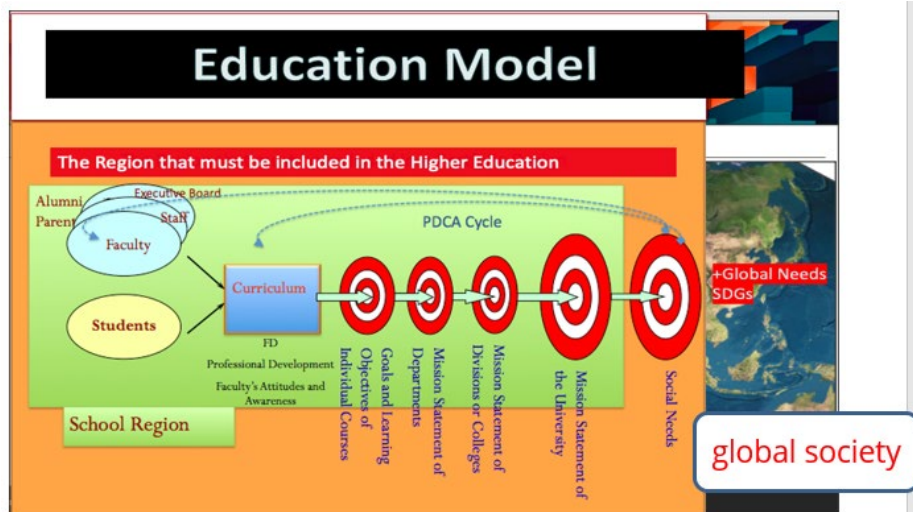 Education Model
The Region that must be included in the Higher Education
Alumni
Executive Board
Parent
Staff
Faculty
PDCA Cycle
Students
Curriculum
FD
Professional Development
Faculty's Attitudes and
Awareness
Goals and Learning
Objectives of
Individual Courses
Mission Statement of
Departments
Mission Statement of
Divisions or Colleges
Mission Statement of
the University
Social Needs
+Global Needs
SDGs
School Region
global society